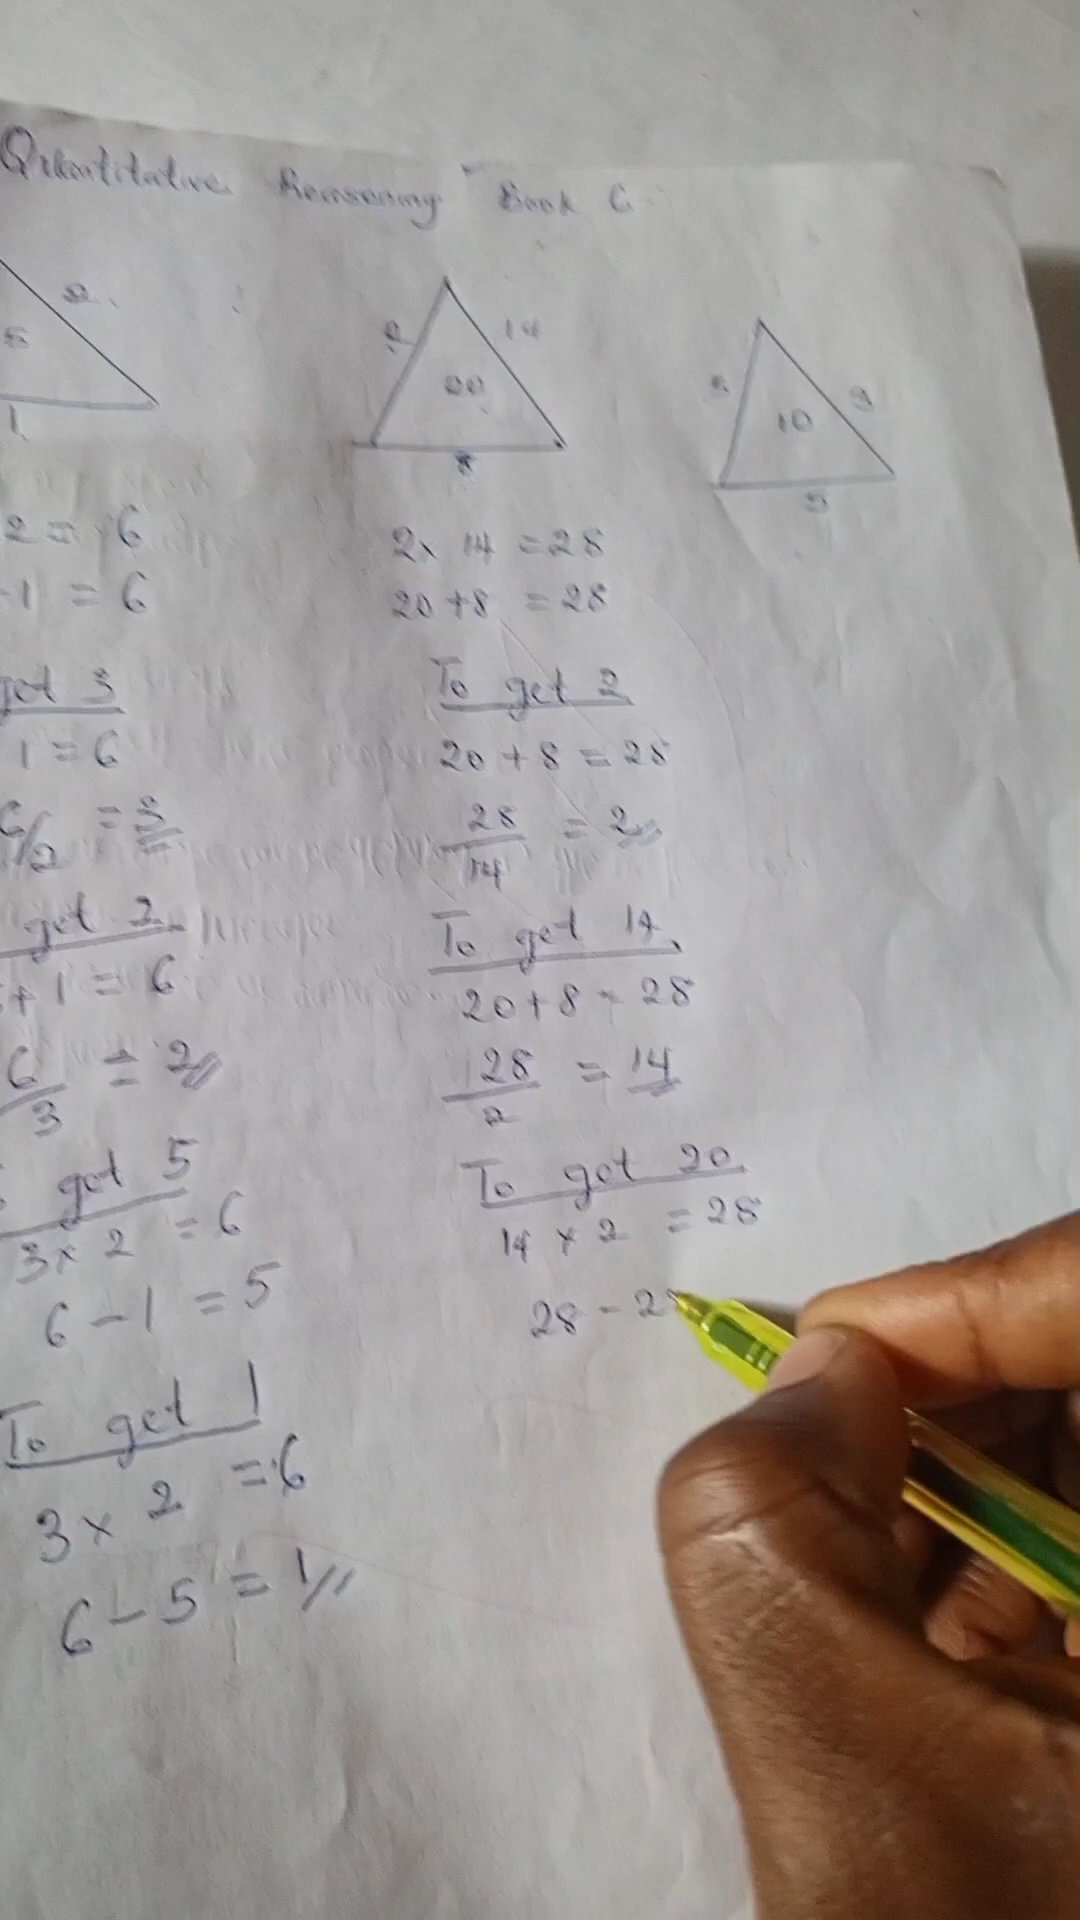 Quantitative Reasoning Book C
2
5
1
2
14
20
8
5
3
10
5
2 = 6
-1 = 6
get 3
1 = 6
6/2 = 3
get 2
+ 1 = 6
6/3 = 2
get 5
3 x 2 = 6
6 - 1 = 5
To get 1
3 x 2 = 6
6 - 5 = 1
2 x 14 = 28
20 + 8 = 28
To get 2
20 + 8 = 28
28/14 = 2
To get 14
20 + 8 = 28
28/2 = 14
To get 20
14 x 2 = 28
28 - 2